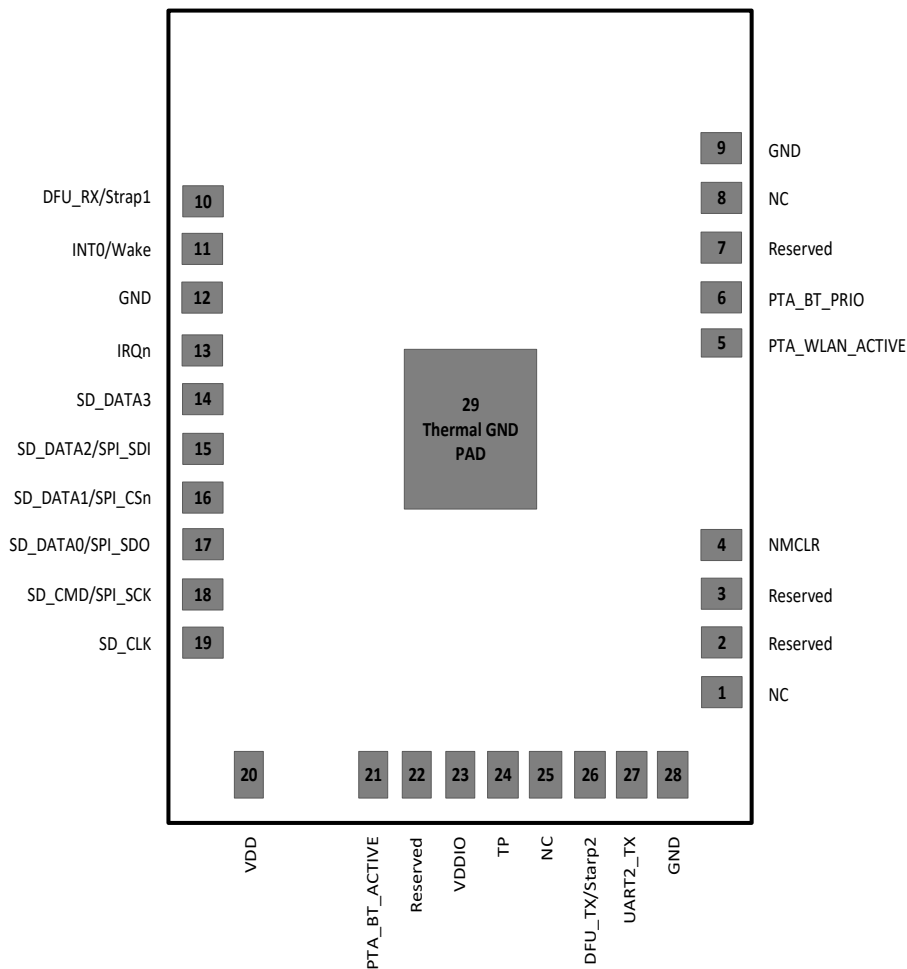 9 GND
DFU_RX/Strap1 10
8 NC
INT0/Wake 11
7 Reserved
GND 12
6 PTA_BT_PRIO
IRQn 13
5 PTA_WLAN_ACTIVE
SD_DATA3 14
29
Thermal GND
PAD
SD_DATA2/SPI_SDI 15
SD_DATA1/SPI_CSn 16
SD_DATA0/SPI_SDO 17
4 NMCLR
SD_CMD/SPI_SCK 18
3 Reserved
SD_CLK 19
2 Reserved
1 NC
20 21 22 23 24 25 26 27 28
VDD
PTA_BT_ACTIVE
Reserved
VDDIO
TP
NC
DFU_TX/Starp2
UART2_TX
GND